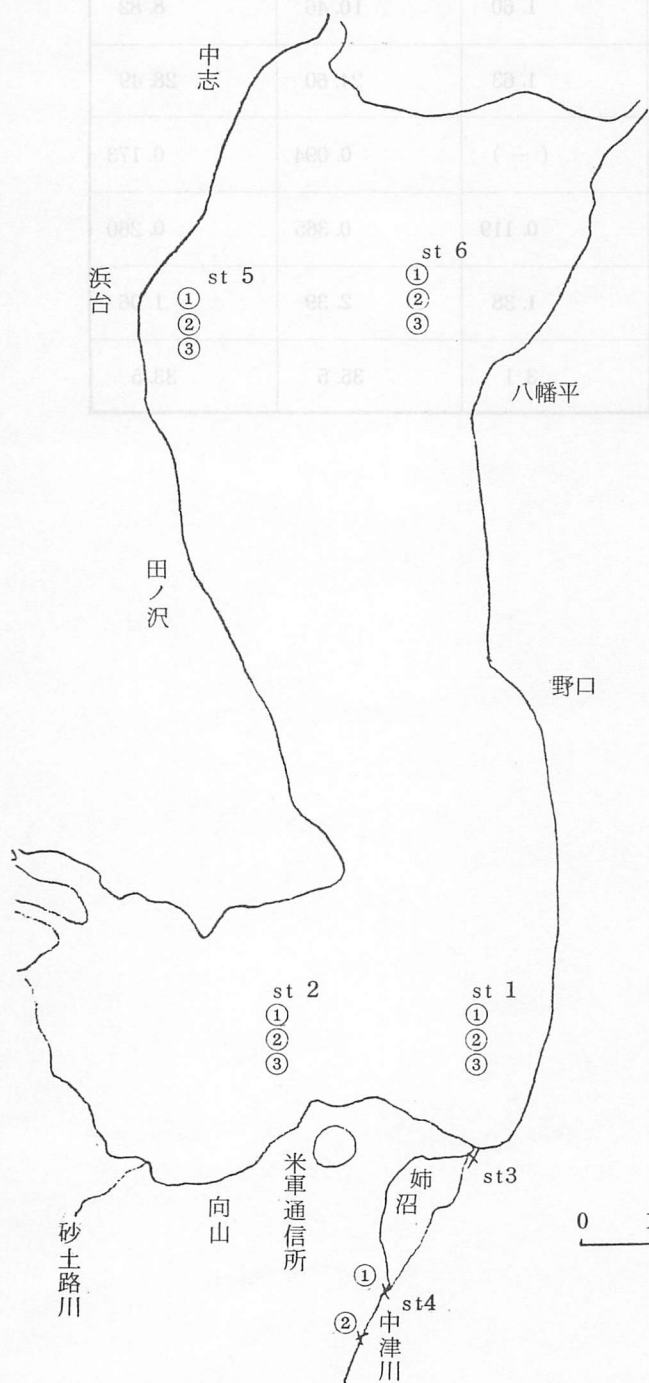 中志
浜台
st 5
①
②
③
st 6
①
②
③
八幡平
田ノ沢
野口
st 2
①
②
③
st 1
①
②
③
米軍通信所
姉沼
st3
向山
砂土路川
0
①
st4
②
中津川